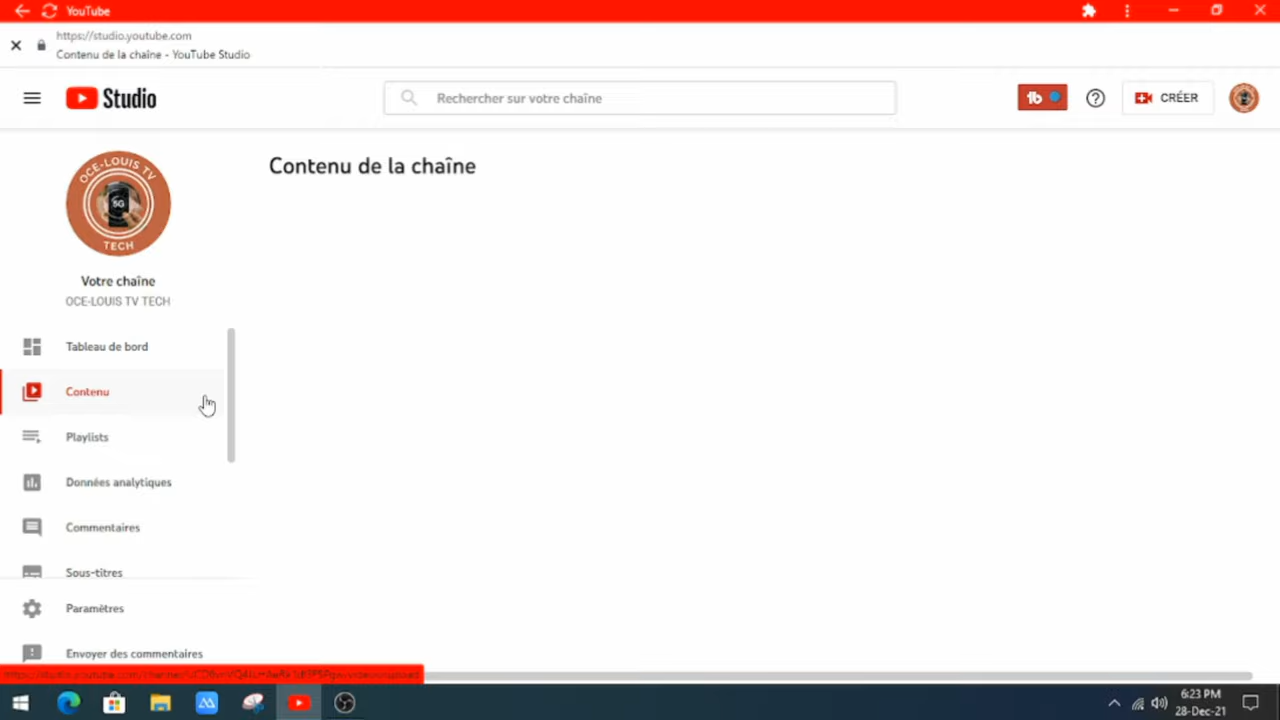 YouTube
https://studio.youtube.com
Contenu de la chaîne - YouTube Studio
Studio
Rechercher sur votre chaîne
CRÉER
OCE-LOUIS TV
5G
TECH
Contenu de la chaîne
Votre chaîne
OCE-LOUIS TV TECH
Tableau de bord
Contenu
Playlists
Données analytiques
Commentaires
Sous-titres
Paramètres
Envoyer des commentaires
6:23 PM
28-Dec-21